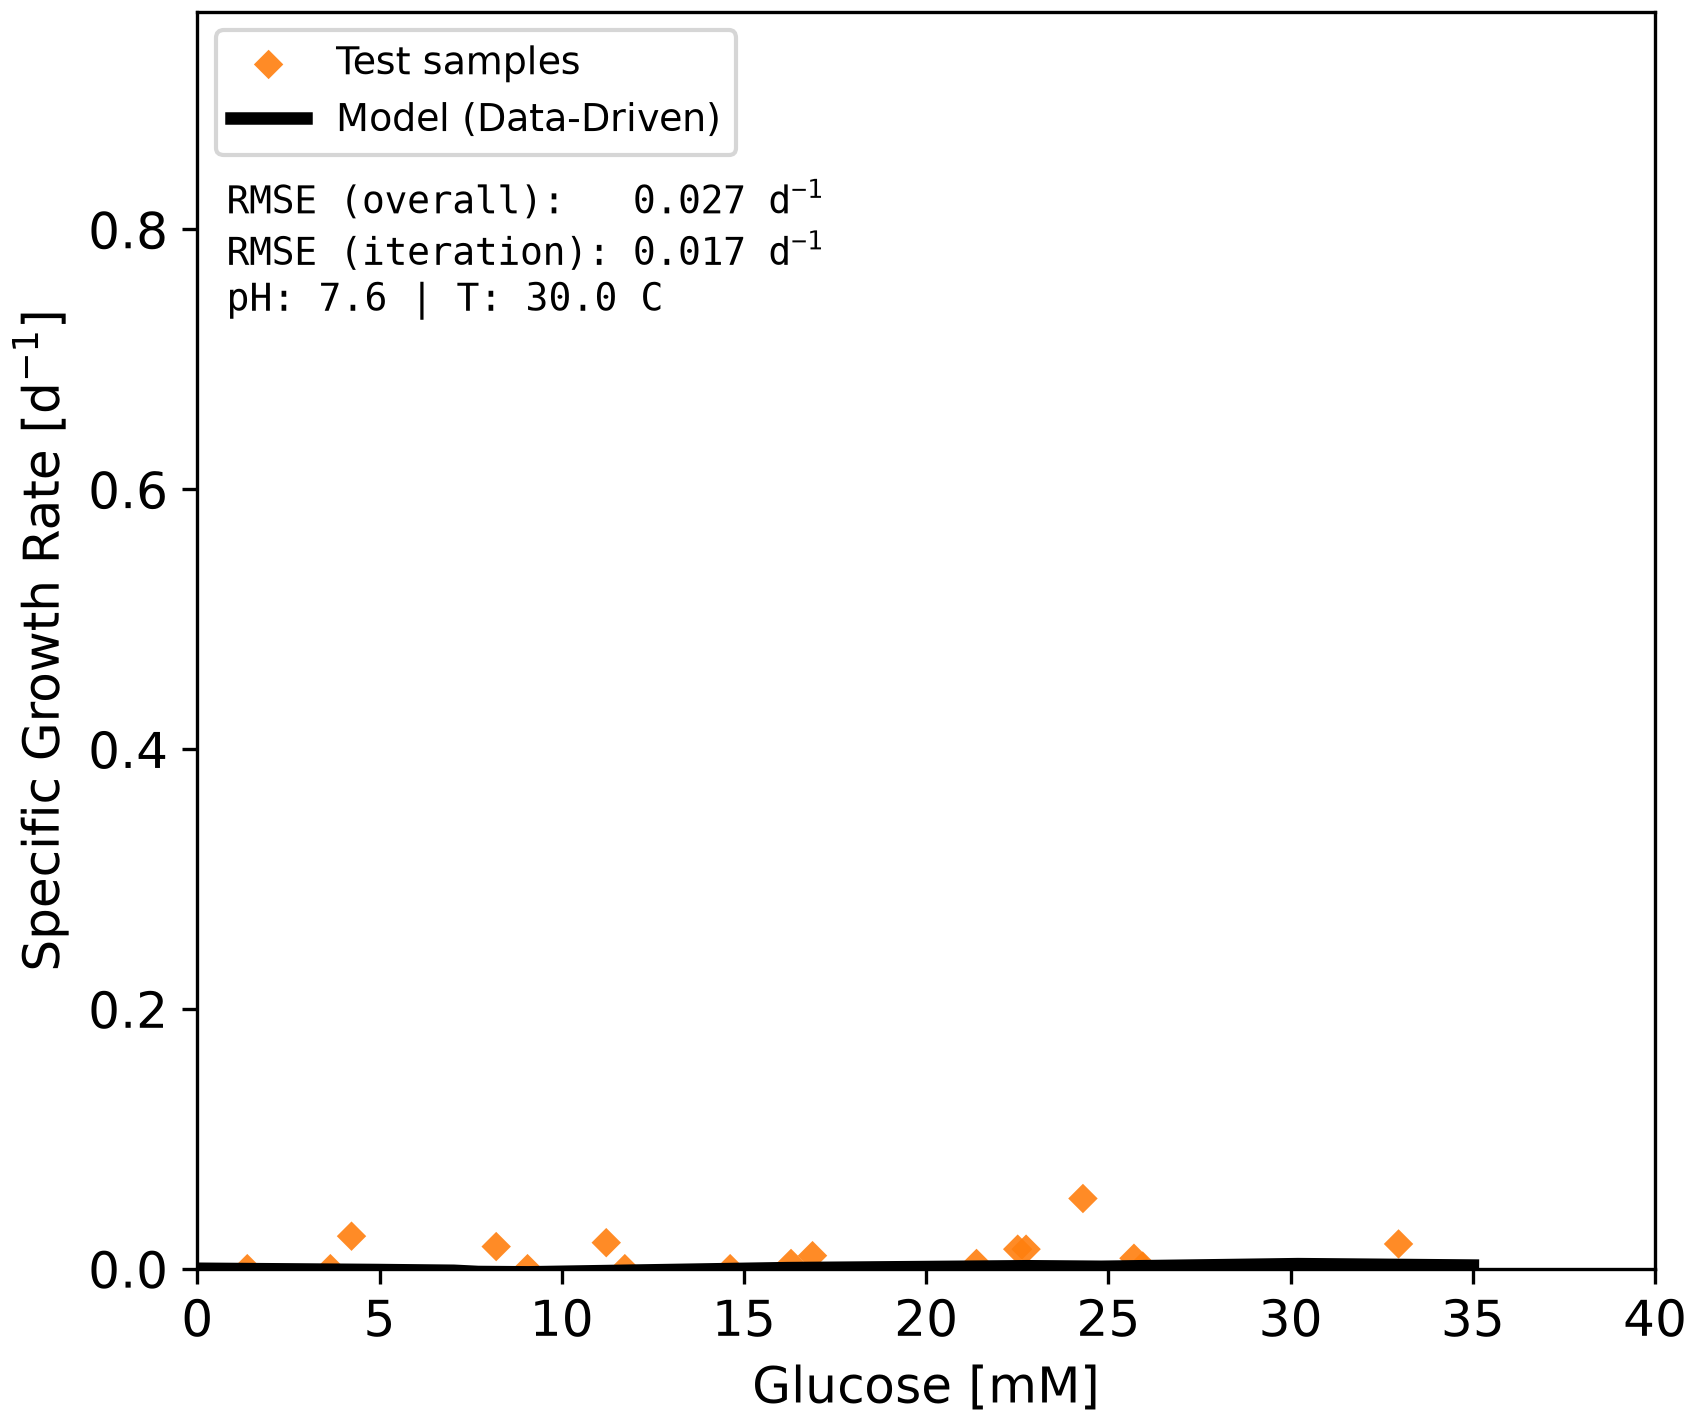 Test samples
Model (Data-Driven)
RMSE (overall):   0.027 d⁻¹
RMSE (iteration): 0.017 d⁻¹
pH: 7.6 | T: 30.0 C
Specific Growth Rate [d⁻¹]
0.8
0.6
0.4
0.2
0.0
0 5 10 15 20 25 30 35 40
Glucose [mM]